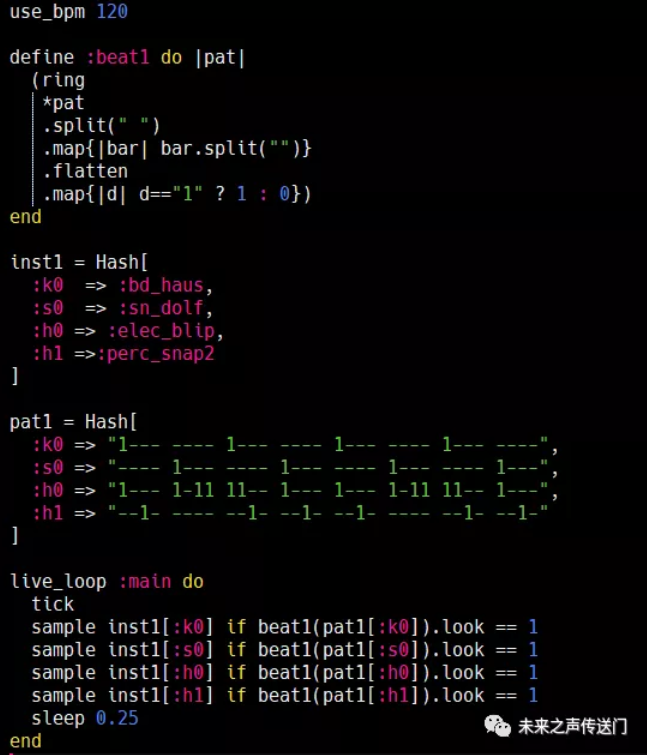 use_bpm 120

define :beat1 do |pat|
  (ring
   *pat
   .split(" ")
   .map{|bar| bar.split("")}
   .flatten
   .map{|d| d=="1" ? 1 : 0})
end

inst1 = Hash[
  :k0  => :bd_haus,
  :s0  => :sn_dolf,
  :h0 => :elec_blip,
  :h1 =>:perc_snap2
]

pat1 = Hash[
  :k0 => "1--- ---- 1--- ---- 1--- ---- 1--- ----",
  :s0 => "---- 1--- ---- 1--- ---- 1--- ---- 1---",
  :h0 => "1--- 1-11 11-- 1--- 1--- 1-11 11-- 1---",
  :h1 => "--1- ---- --1- --1- --1- ---- --1- --1-"
]

live_loop :main do
  tick
  sample inst1[:k0] if beat1(pat1[:k0]).look == 1
  sample inst1[:s0] if beat1(pat1[:s0]).look == 1
  sample inst1[:h0] if beat1(pat1[:h0]).look == 1
  sample inst1[:h1] if beat1(pat1[:h1]).look == 1
  sleep 0.25
end
未来之声传送门